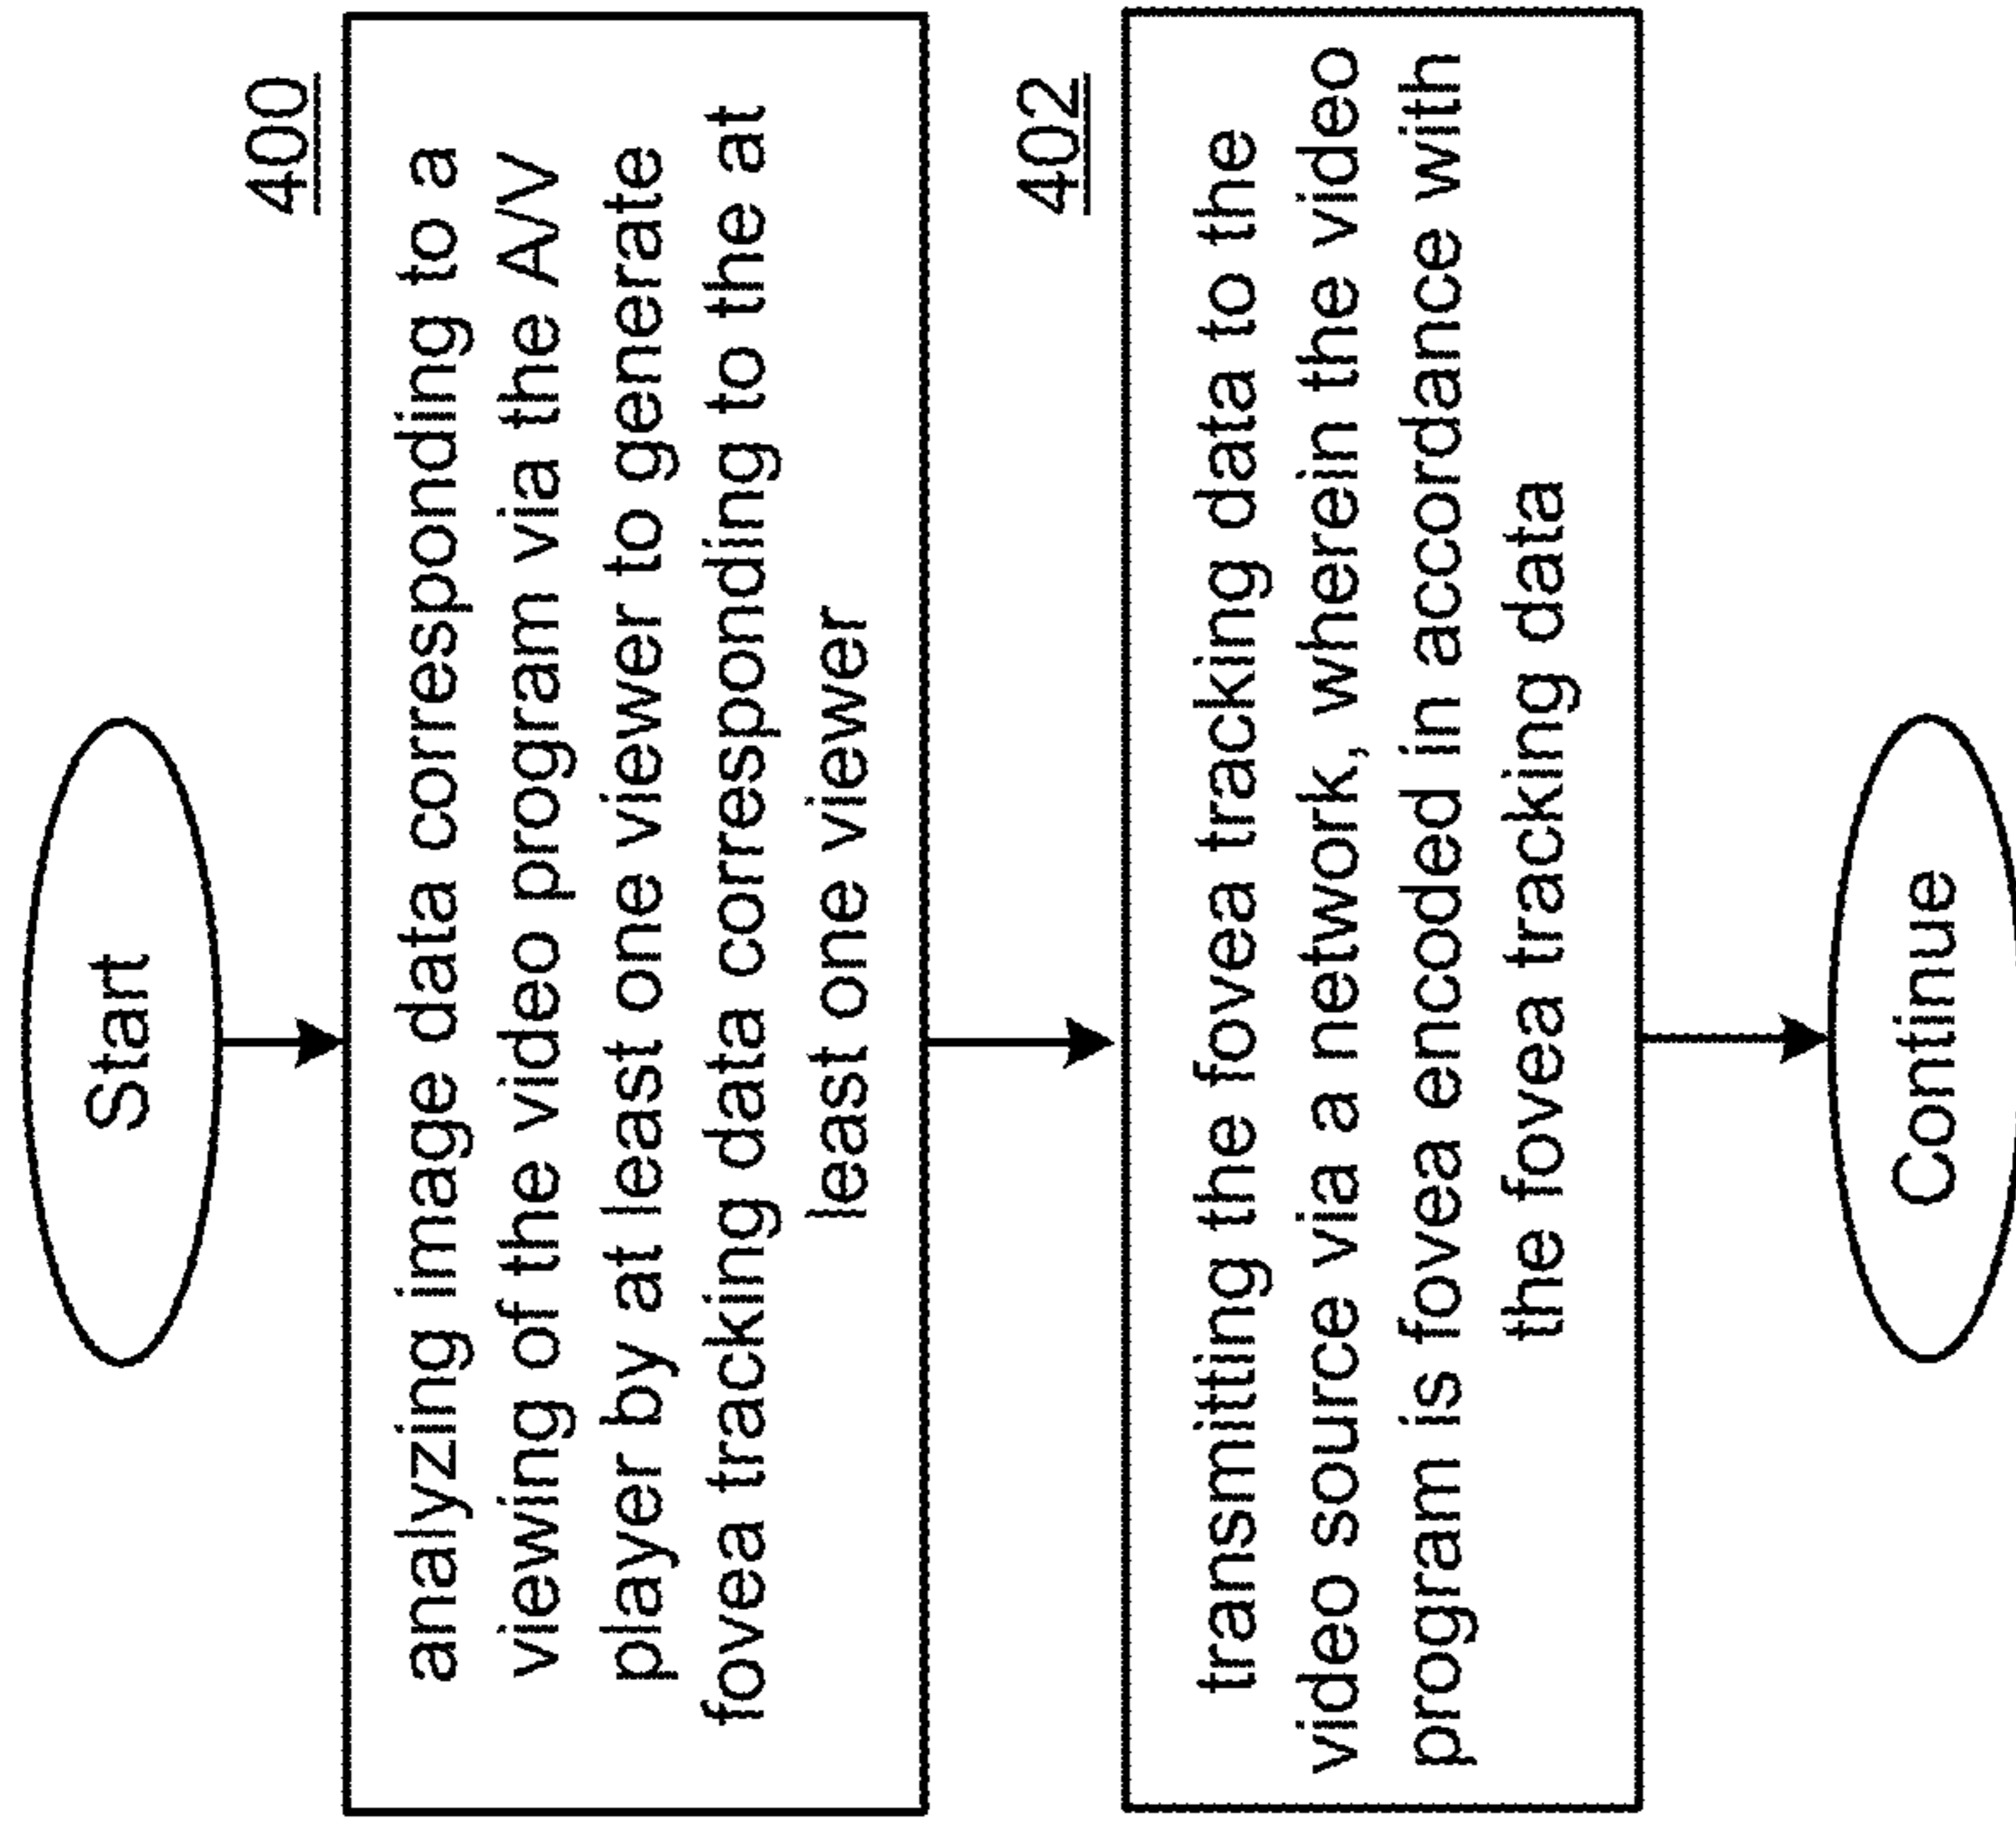 Start
400
analyzing image data corresponding to a
viewing of the video program via the A/V
player by at least one viewer to generate
fovea tracking data corresponding to the at
least one viewer
402
transmitting the fovea tracking data to the
video source via a network, wherein the video
program is fovea encoded in accordance with
the fovea tracking data
Continue